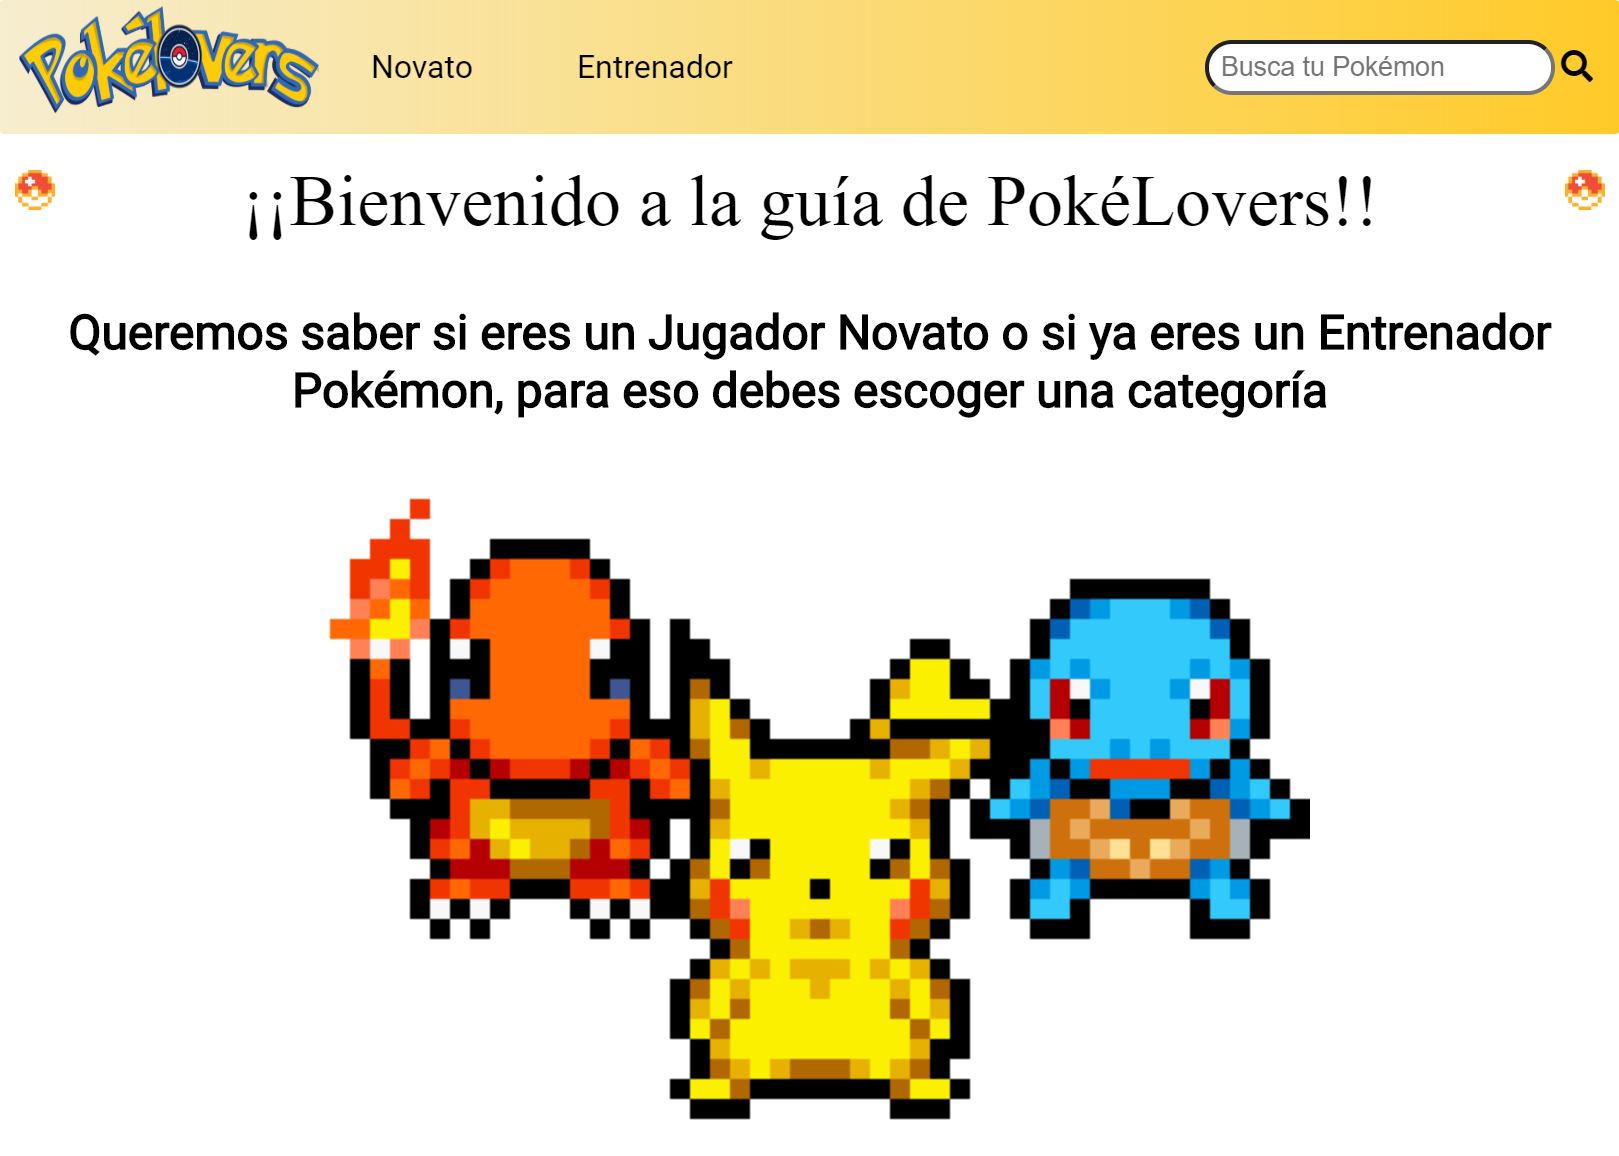 Pokélovers
Novato
Entrenador
Busca tu Pokémon
¡¡Bienvenido a la guía de PokéLovers!!
Queremos saber si eres un Jugador Novato o si ya eres un Entrenador
Pokémon, para eso debes escoger una categoría